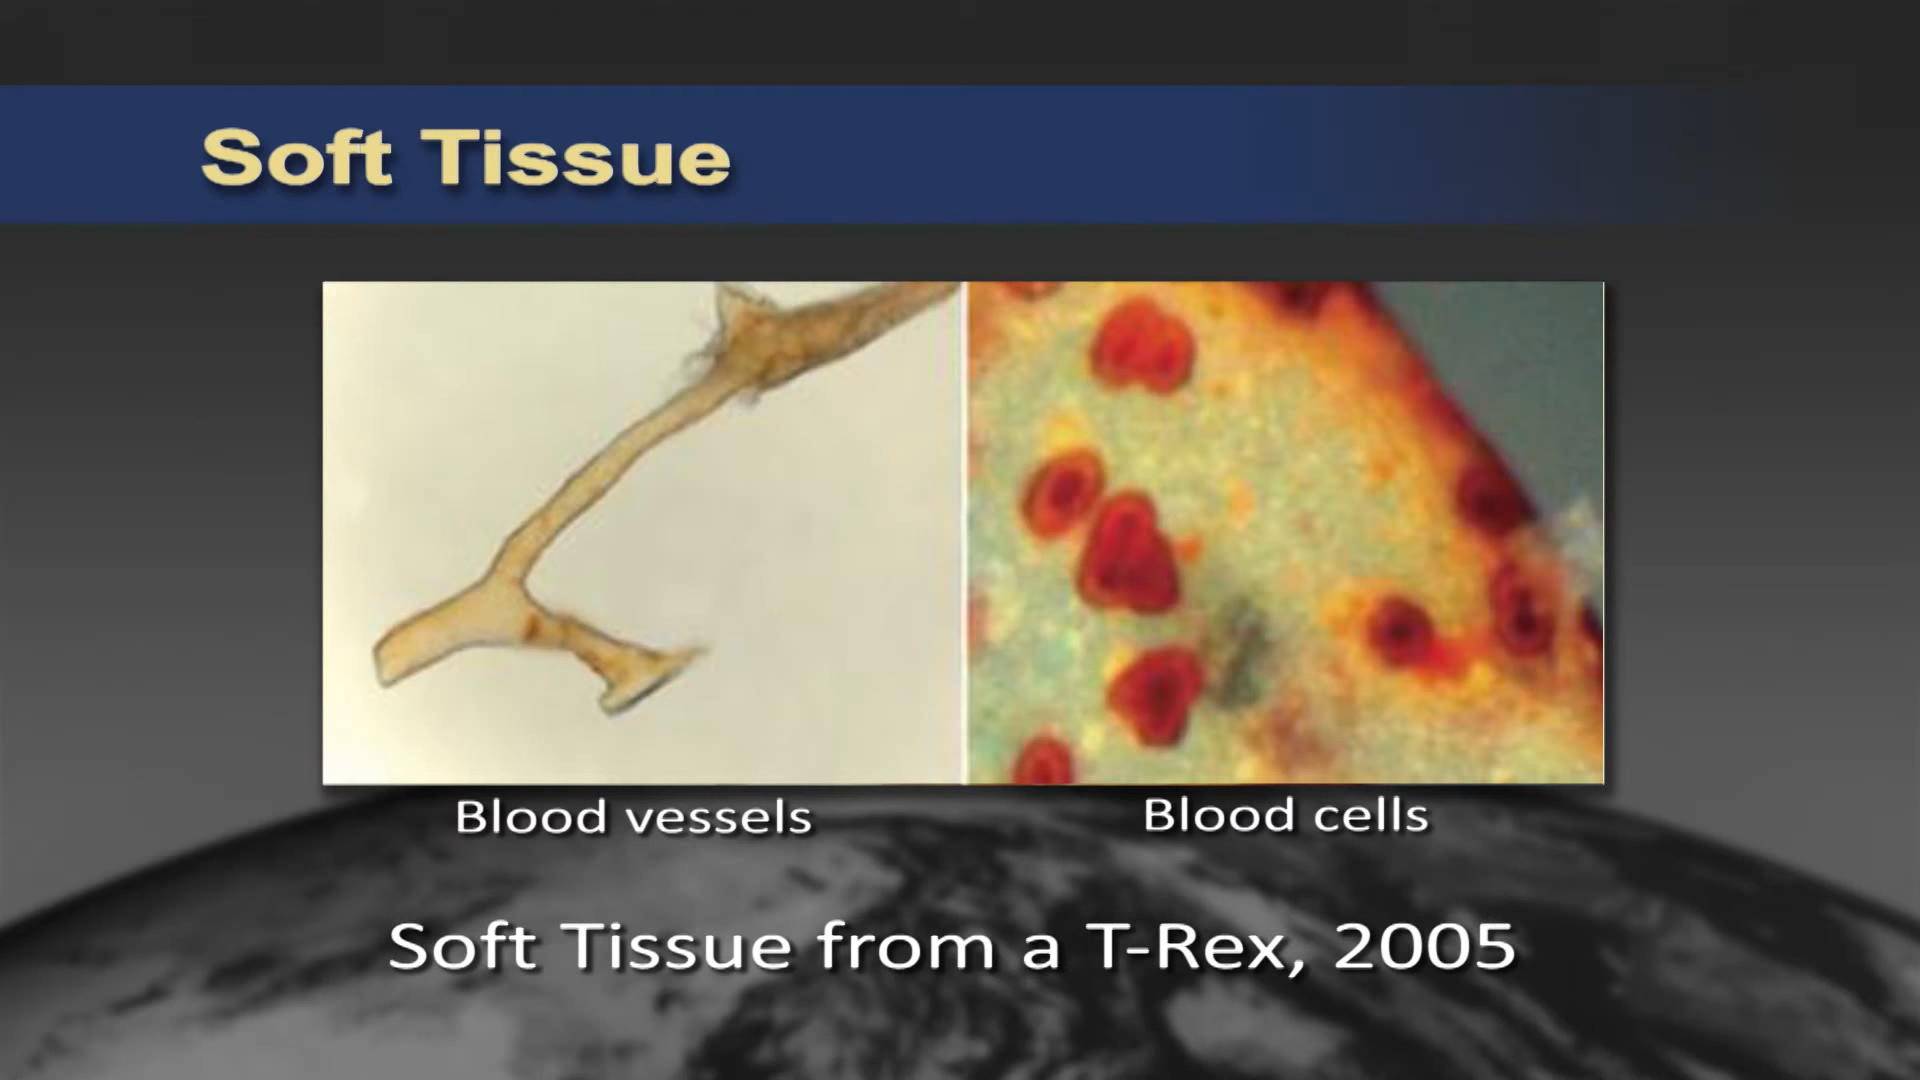 Soft Tissue
Blood vessels
Blood cells
Soft Tissue from a T-Rex, 2005